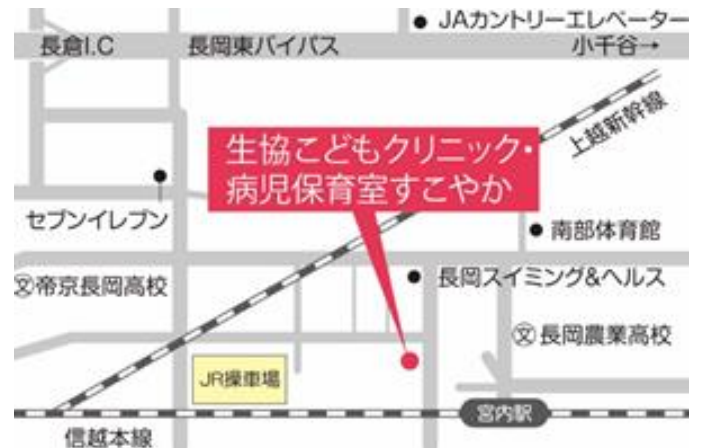 JAカントリーエレベーター
長倉I.C
長岡東バイパス
小千谷→
上越新幹線
生協こどもクリニック・
病児保育室すこやか
セブンイレブン
南部体育館
文帝京長岡高校
長岡スイミング&ヘルス
文長岡農業高校
JR操車場
宮内駅
信越本線